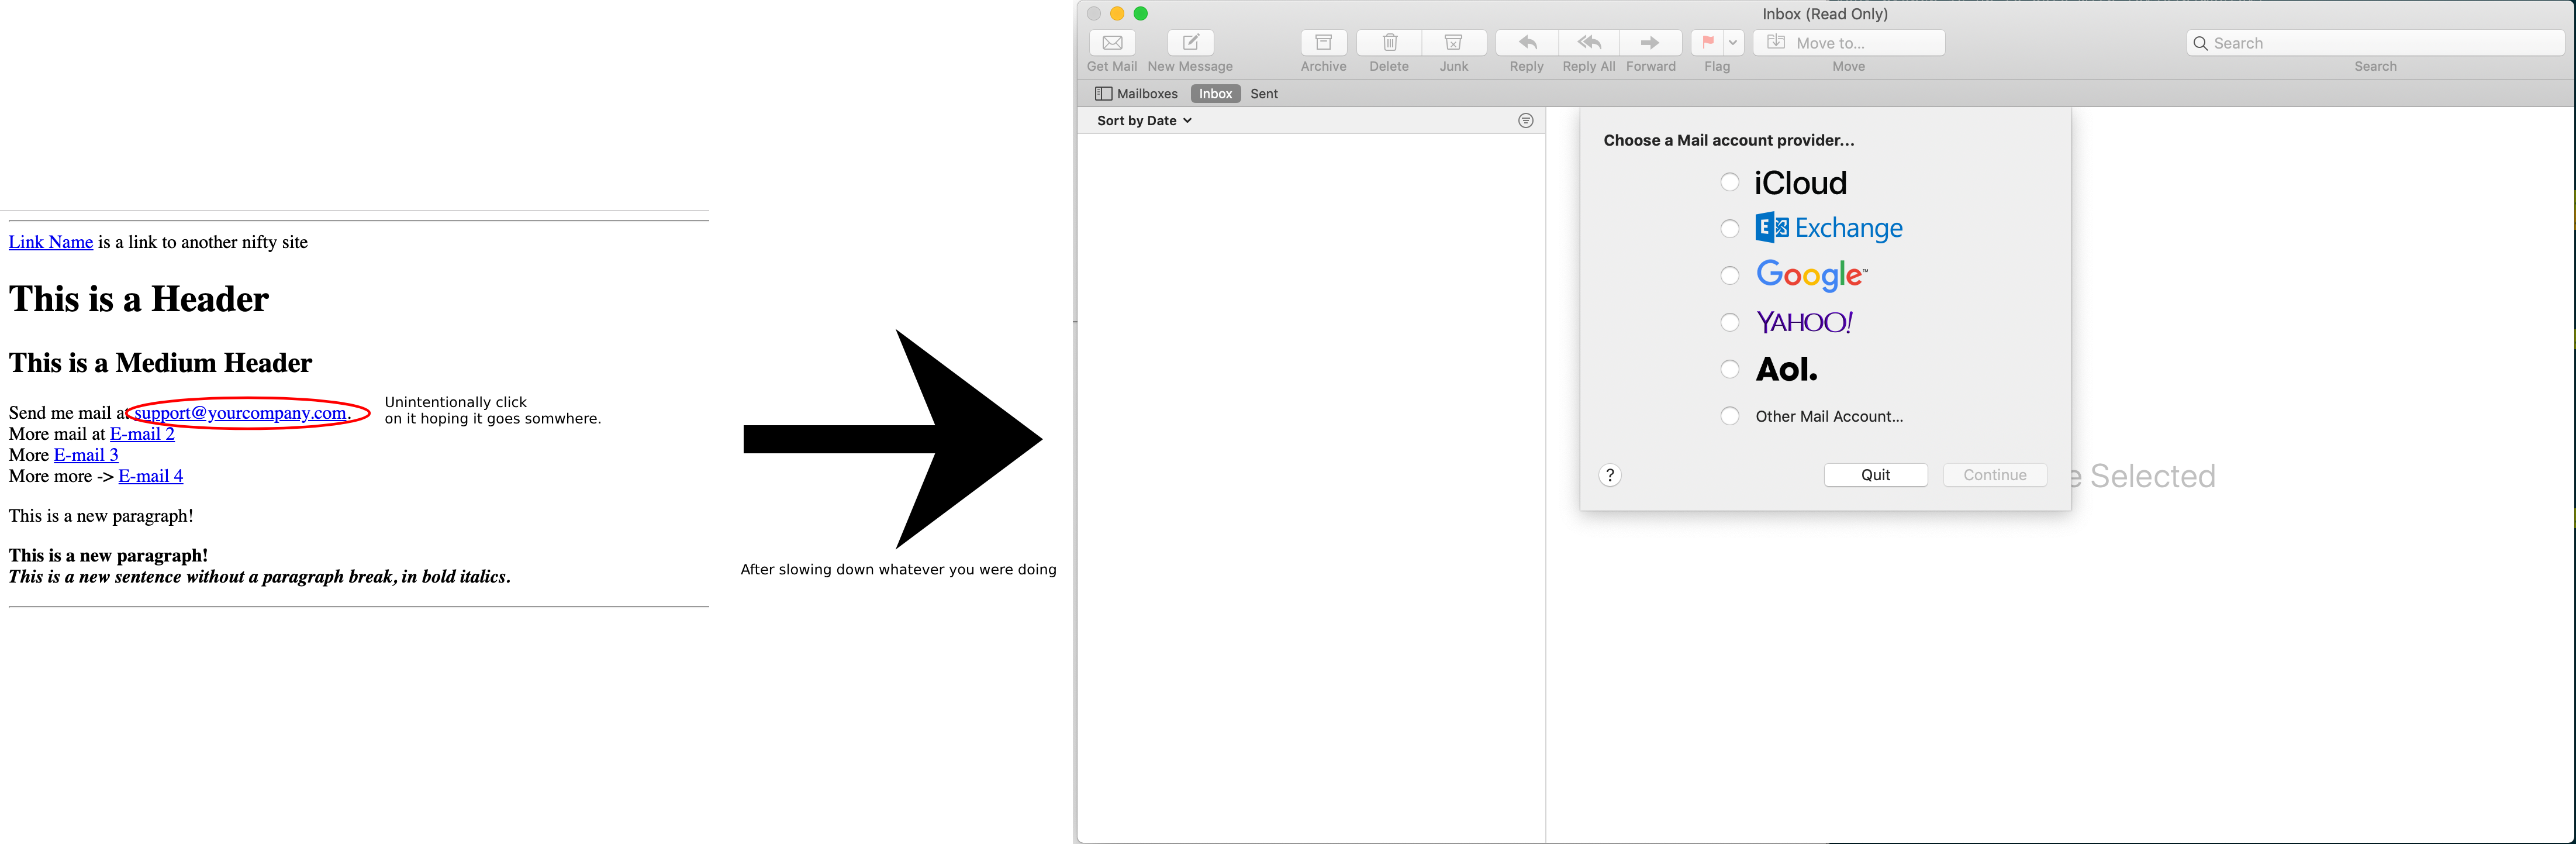 Link Name is a link to another nifty site
This is a Header
This is a Medium Header
Send me mail at support@yourcompany.com.
More mail at E-mail 2
More E-mail 3
More more -> E-mail 4
This is a new paragraph!
This is a new paragraph!
This is a new sentence without a paragraph break, in bold italics.
Unintentionally click
on it hoping it goes somwhere.
After slowing down whatever you were doing
Inbox (Read Only)
Move to...
Search
Get Mail New Message Archive Delete Junk Reply Reply All Forward Flag Move Search
Mailboxes Inbox Sent
Sort by Date
Choose a Mail account provider...
iCloud
E Exchange
Google™
YAHOO!
Aol.
Other Mail Account...
? Quit Continue
e Selected